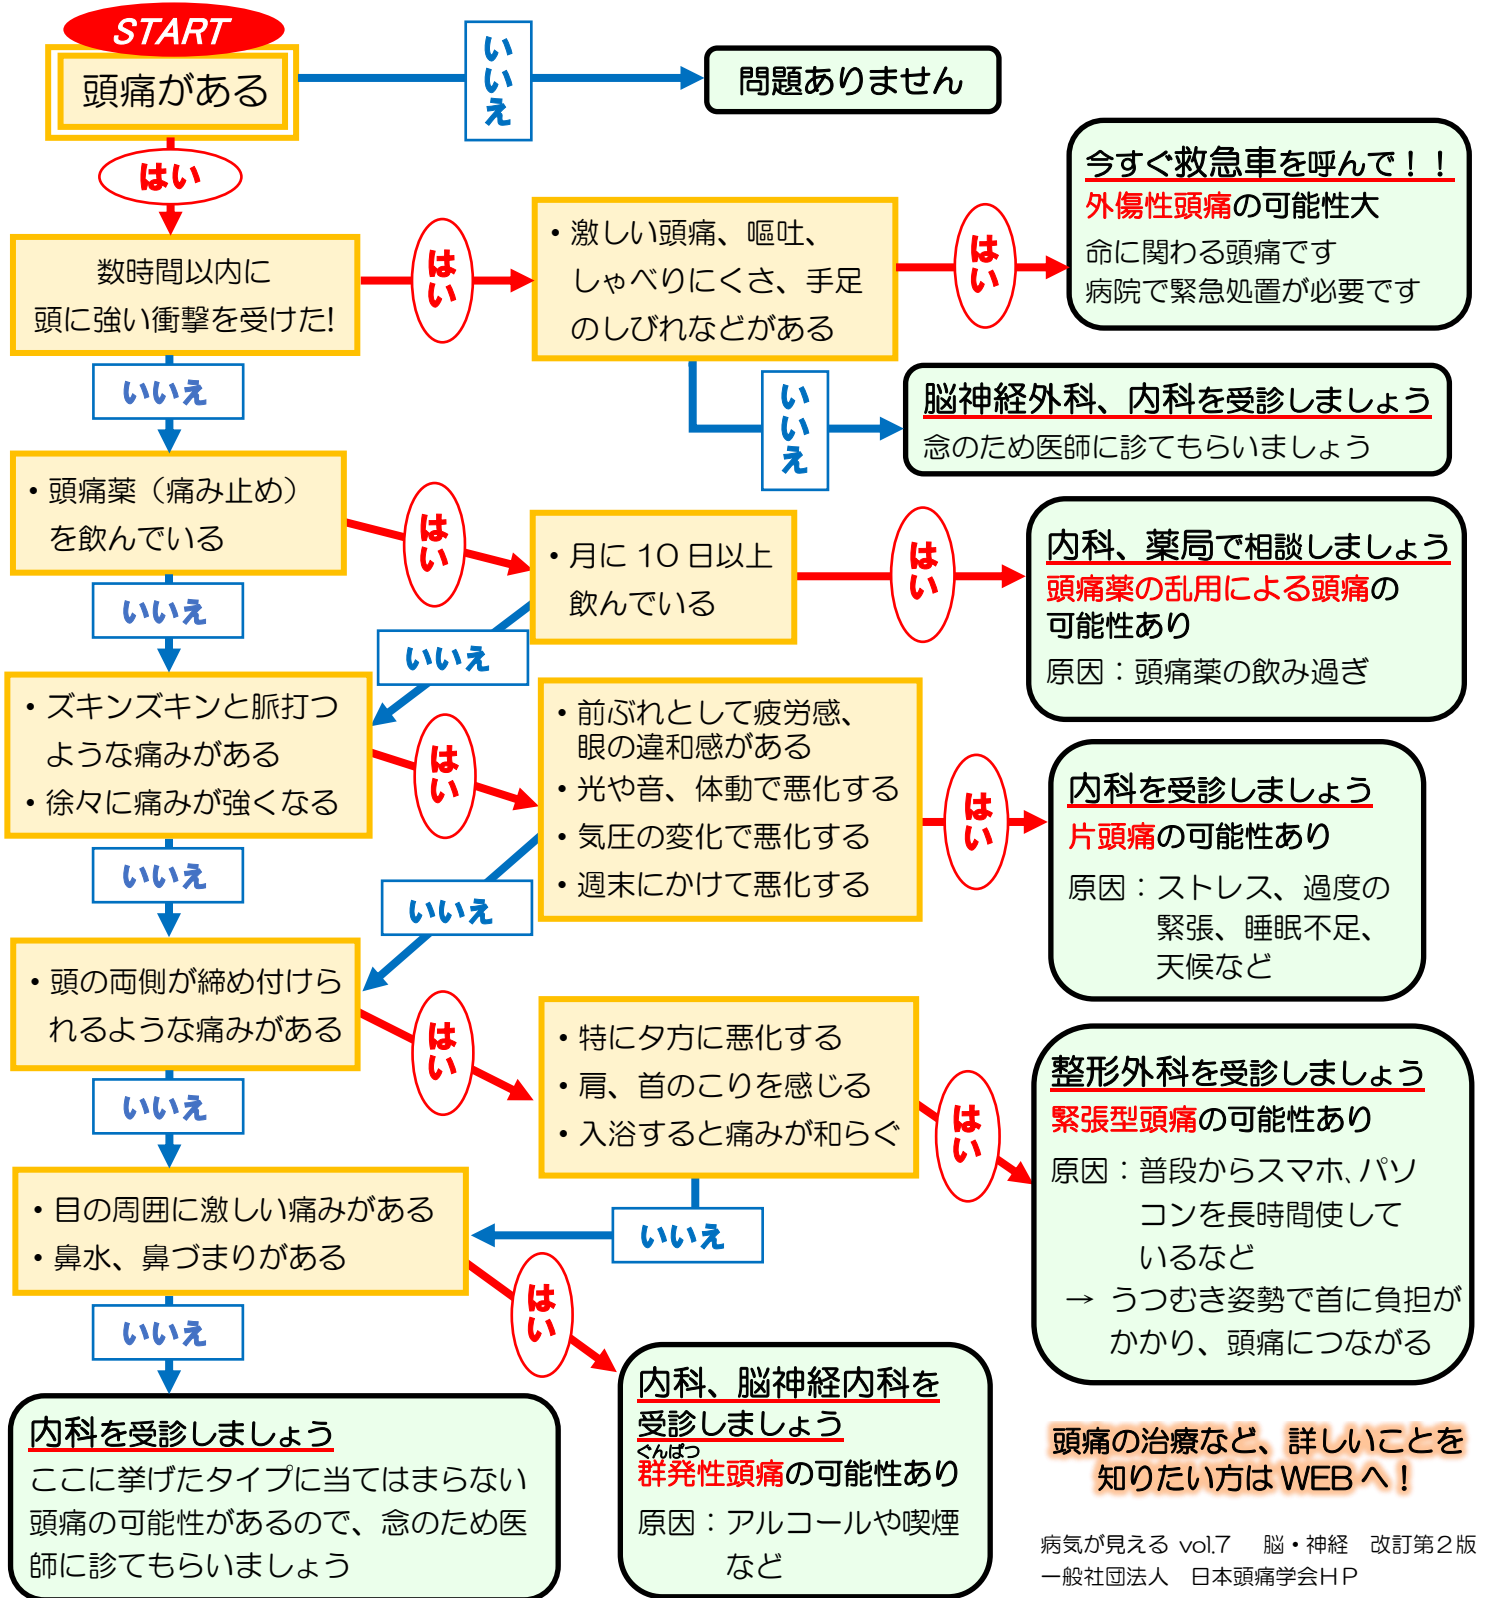 START
頭痛がある
いいえ
問題ありません
はい
数時間以内に
頭に強い衝撃を受けた!
はい
・激しい頭痛、嘔吐、
しゃべりにくさ、手足
のしびれなどがある
はい
今すぐ救急車を呼んで！！
外傷性頭痛の可能性大
命に関わる頭痛です
病院で緊急処置が必要です
いいえ
いいえ
脳神経外科、内科を受診しましょう
念のため医師に診てもらいましょう
・頭痛薬（痛み止め）
を飲んでいる
はい
・月に 10 日以上
飲んでいる
はい
内科、薬局で相談しましょう
頭痛薬の乱用による頭痛の
可能性あり
原因：頭痛薬の飲み過ぎ
いいえ
いいえ
・ズキンズキンと脈打つ
ような痛みがある
・徐々に痛みが強くなる
はい
・前ぶれとして疲労感、
眼の違和感がある
・光や音、体動で悪化する
・気圧の変化で悪化する
・週末にかけて悪化する
はい
内科を受診しましょう
片頭痛の可能性あり
原因：ストレス、過度の
緊張、睡眠不足、
天候など
いいえ
いいえ
・頭の両側が締め付けら
れるような痛みがある
はい
・特に夕方に悪化する
・肩、首のこりを感じる
・入浴すると痛みが和らぐ
はい
整形外科を受診しましょう
緊張型頭痛の可能性あり
原因：普段からスマホ、パソ
コンを長時間使して
いるなど
→ うつむき姿勢で首に負担が
かかり、頭痛につながる
いいえ
いいえ
・目の周囲に激しい痛みがある
・鼻水、鼻づまりがある
はい
内科、脳神経内科を
受診しましょう
ぐんぱつ
群発性頭痛の可能性あり
原因：アルコールや喫煙
など
いいえ
内科を受診しましょう
ここに挙げたタイプに当てはまらない
頭痛の可能性があるので、念のため医
師に診てもらいましょう
頭痛の治療など、詳しいことを
知りたい方は WEB へ！
病気が見える vol.7　脳・神経　改訂第２版
一般社団法人　日本頭痛学会ＨＰ